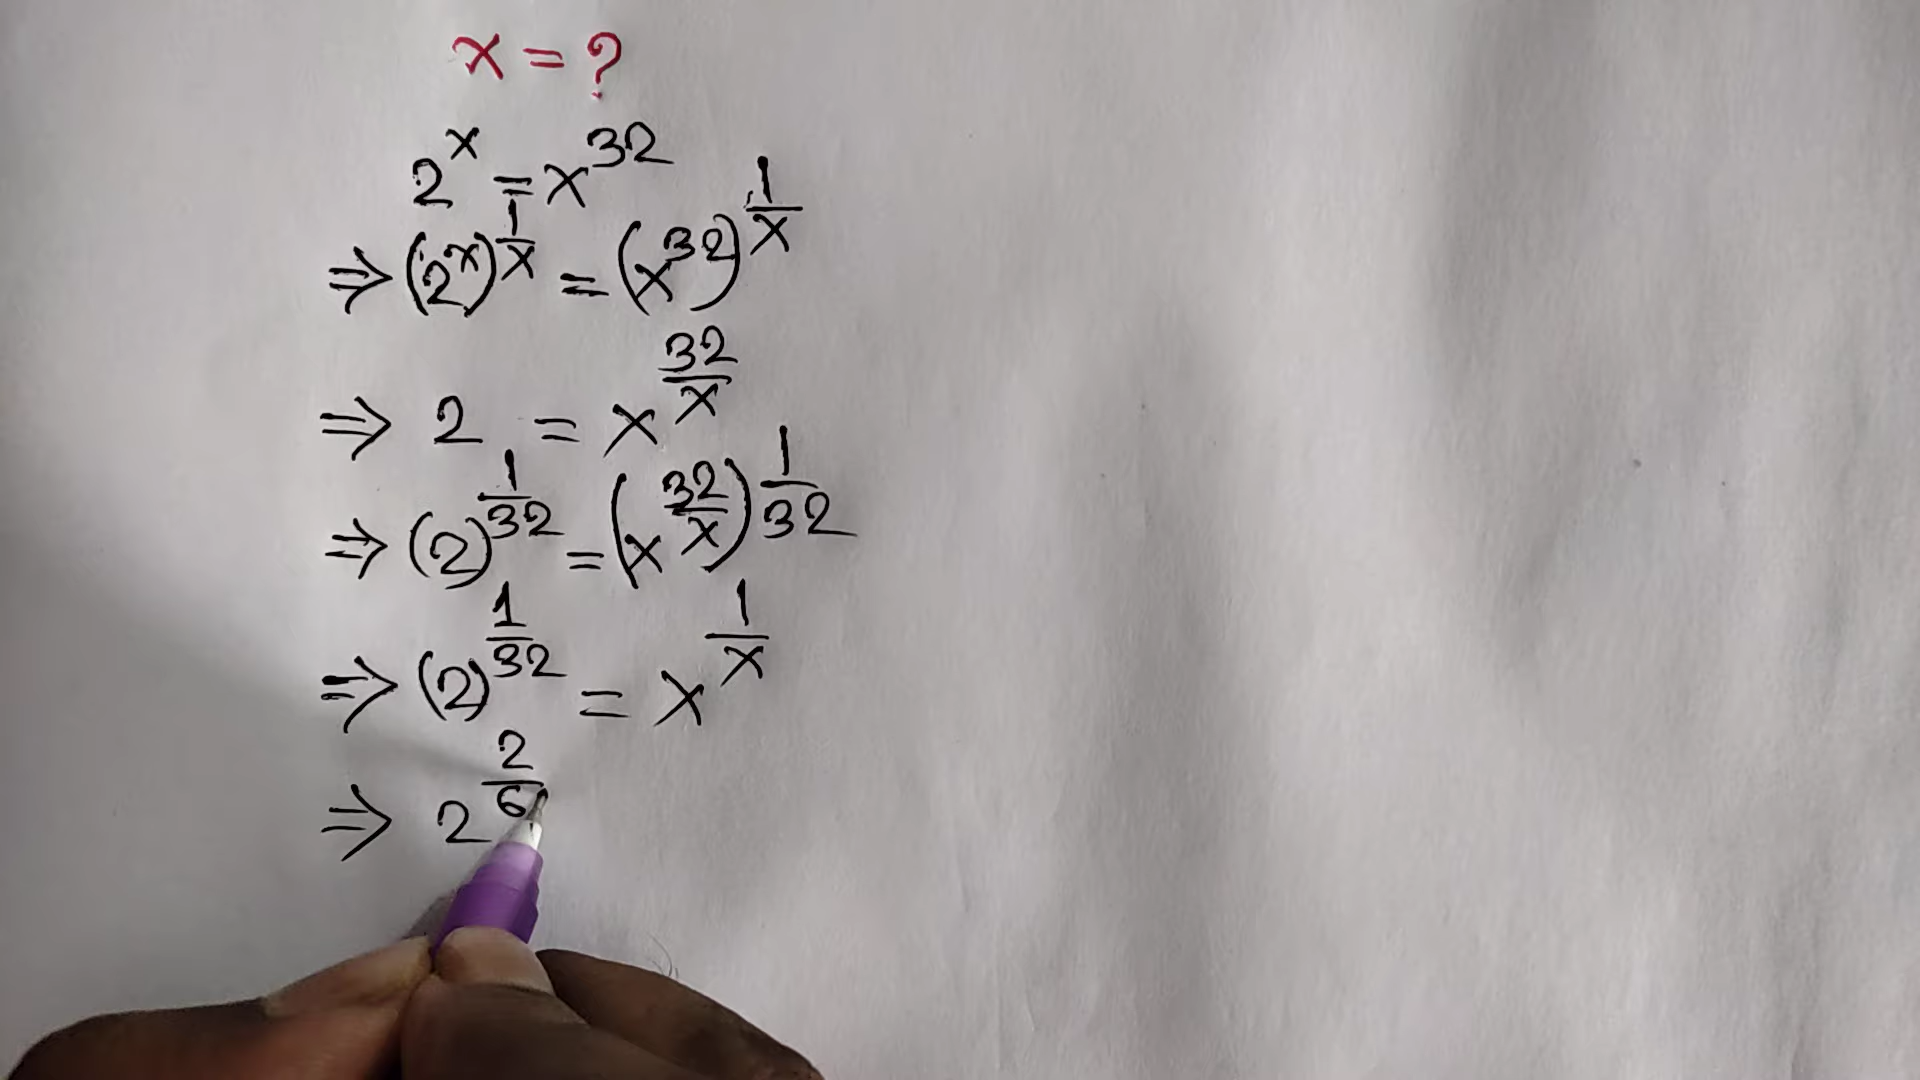 x = ?
2^x = x^32
⇒ (2^x)^(1/x) = (x^32)^(1/x)
⇒ 2 = x^(32/x)
⇒ (2)^(1/32) = (x^(32/x))^(1/32)
⇒ (2)^(1/32) = x^(1/x)
⇒ 2^(2/6